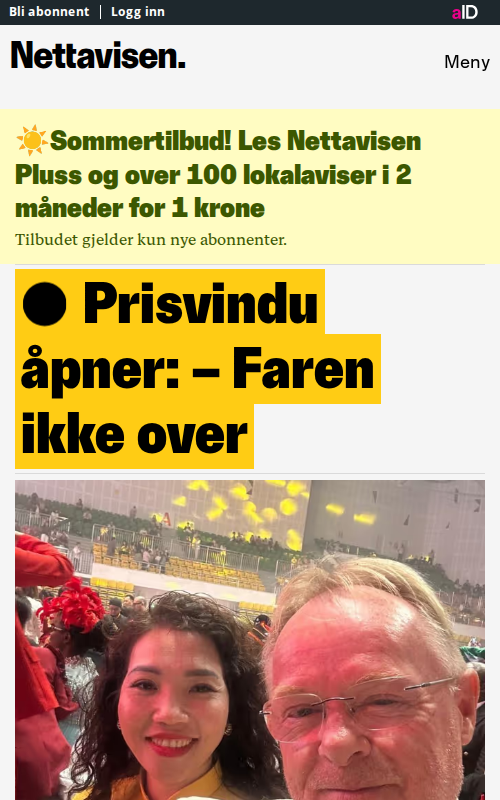 Bli abonnent
Logg inn
aID
Nettavisen.
Meny
☀️Sommertilbud! Les Nettavisen
Pluss og over 100 lokalaviser i 2
måneder for 1 krone
Tilbudet gjelder kun nye abonnenter.
● Prisvindu
åpner: – Faren
ikke over